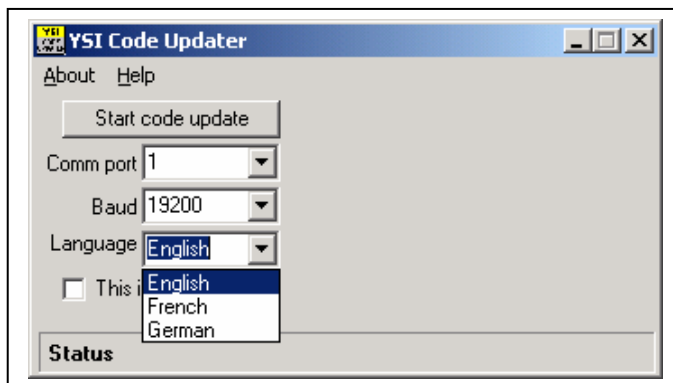 YSI Code Updater
About Help
Start code update
Comm port 1
Baud 19200
Language English
This i
English
French
German
Status